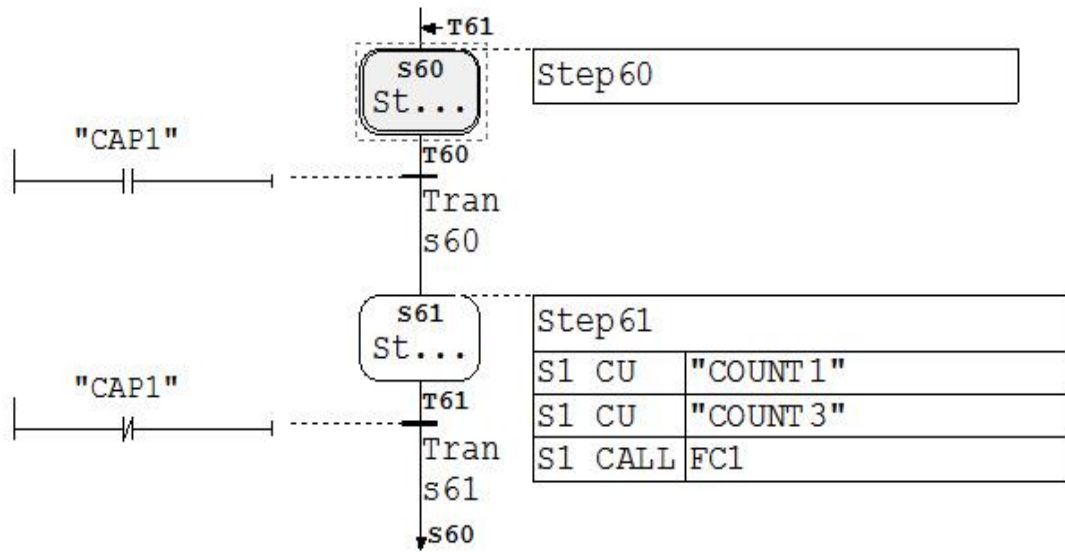 T61
S60
St...
Step60
"CAP1"
T60
Tran
s60
S61
St...
Step61
S1 CU "COUNT1"
S1 CU "COUNT3"
S1 CALL FC1
"CAP1"
T61
Tran
s61
S60